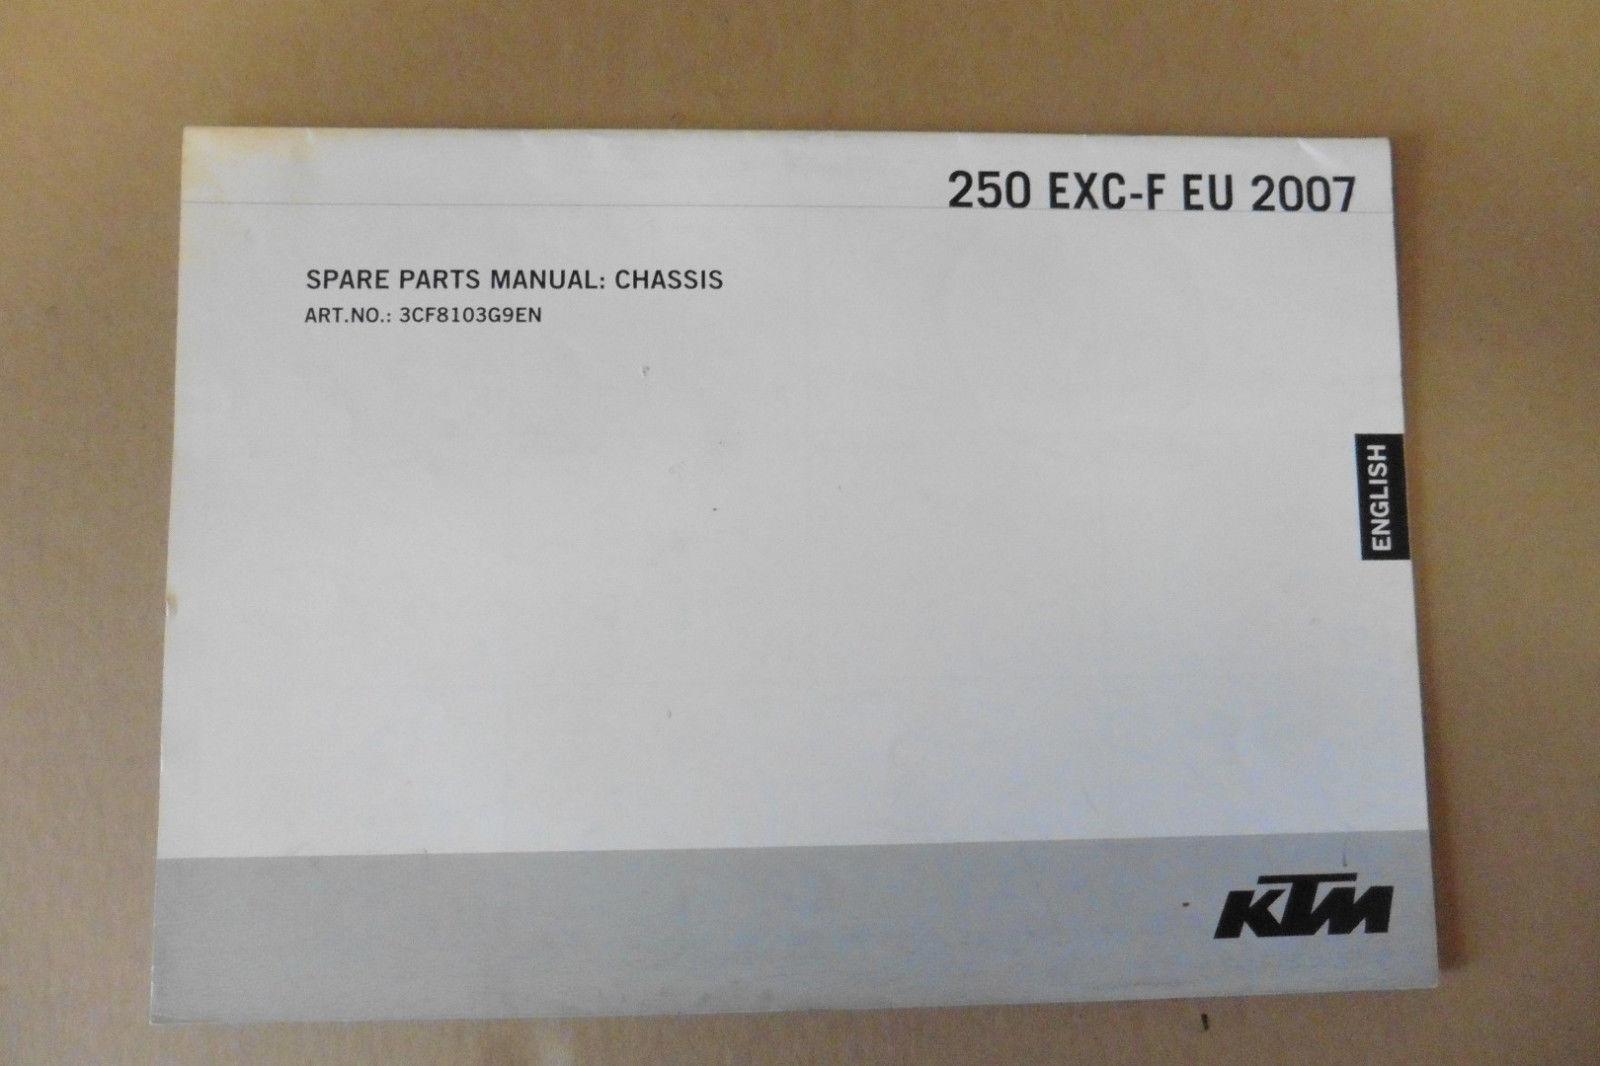 250 EXC-F EU 2007
SPARE PARTS MANUAL: CHASSIS
ART.NO.: 3CF8103G9EN
ENGLISH
KTM